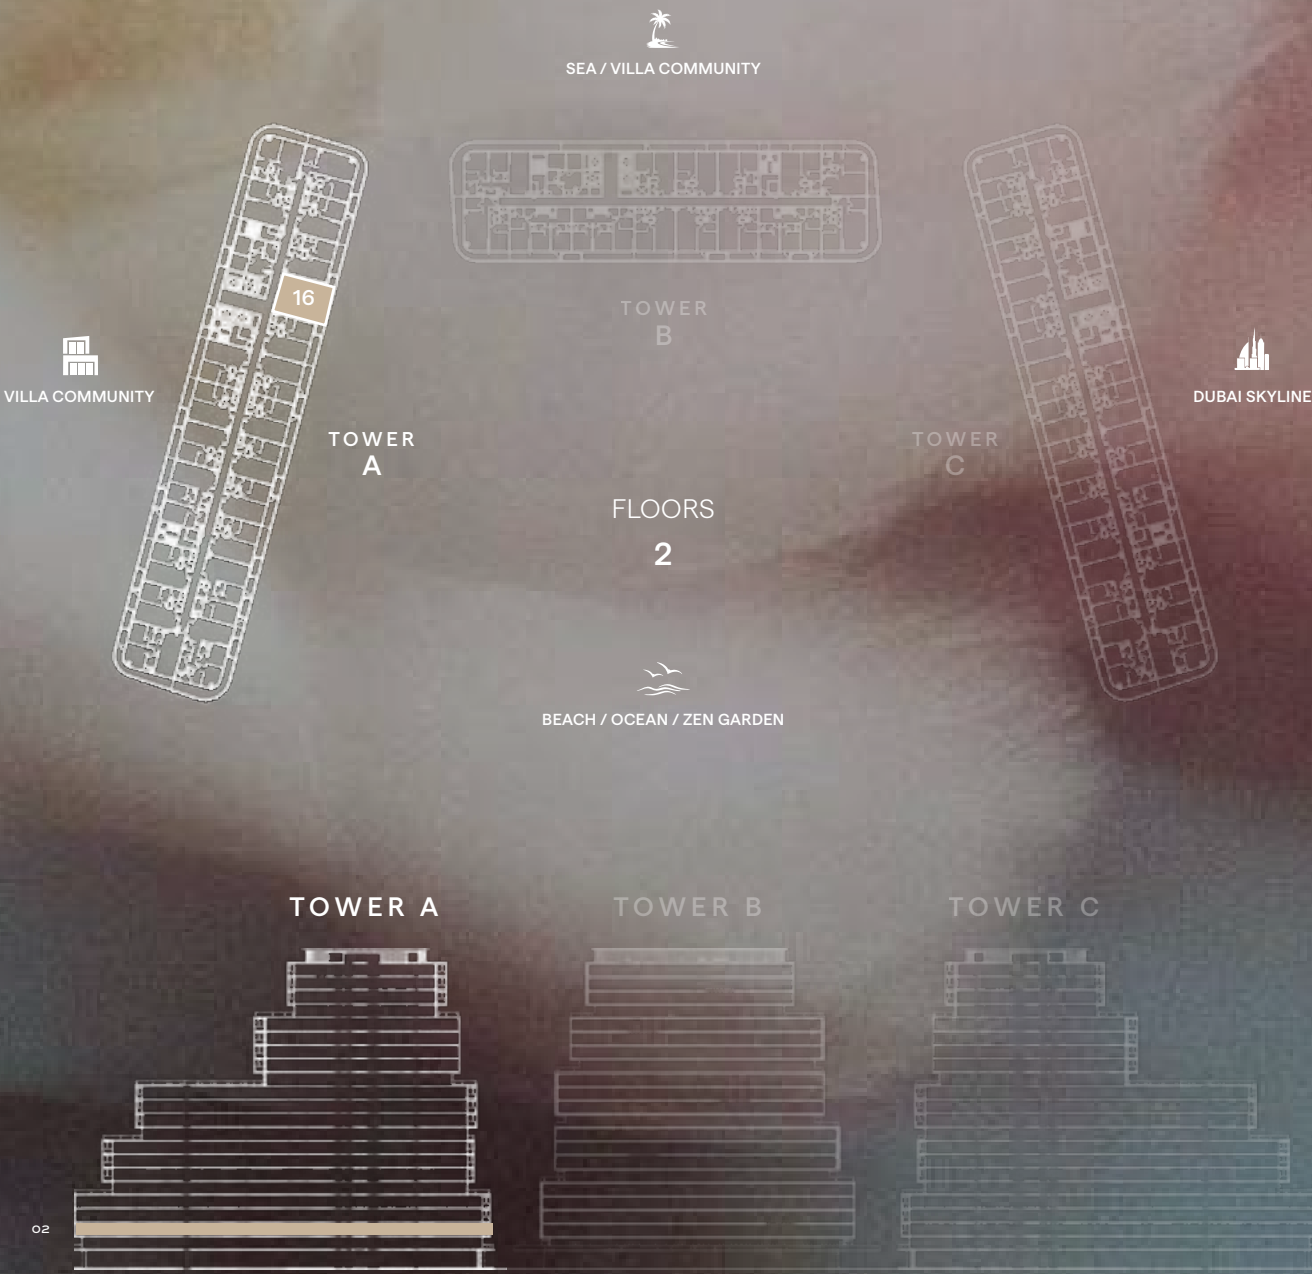 SEA / VILLA COMMUNITY
16
TOWER
B
VILLA COMMUNITY
DUBAI SKYLINE
TOWER
A
TOWER
C
FLOORS
2
BEACH / OCEAN / ZEN GARDEN
TOWER A
TOWER B
TOWER C
02